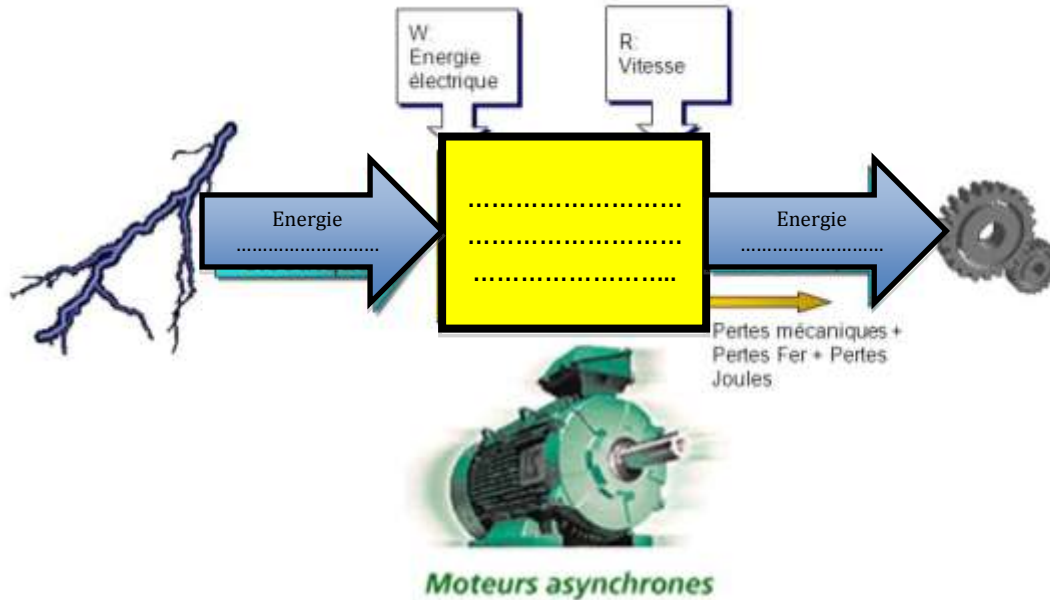 W:
Energie
électrique
R:
Vitesse
Energie
..............................
………………………
………………………
……………………...
Energie
..............................
Pertes mécaniques +
Pertes Fer + Pertes
Joules
Moteurs asynchrones